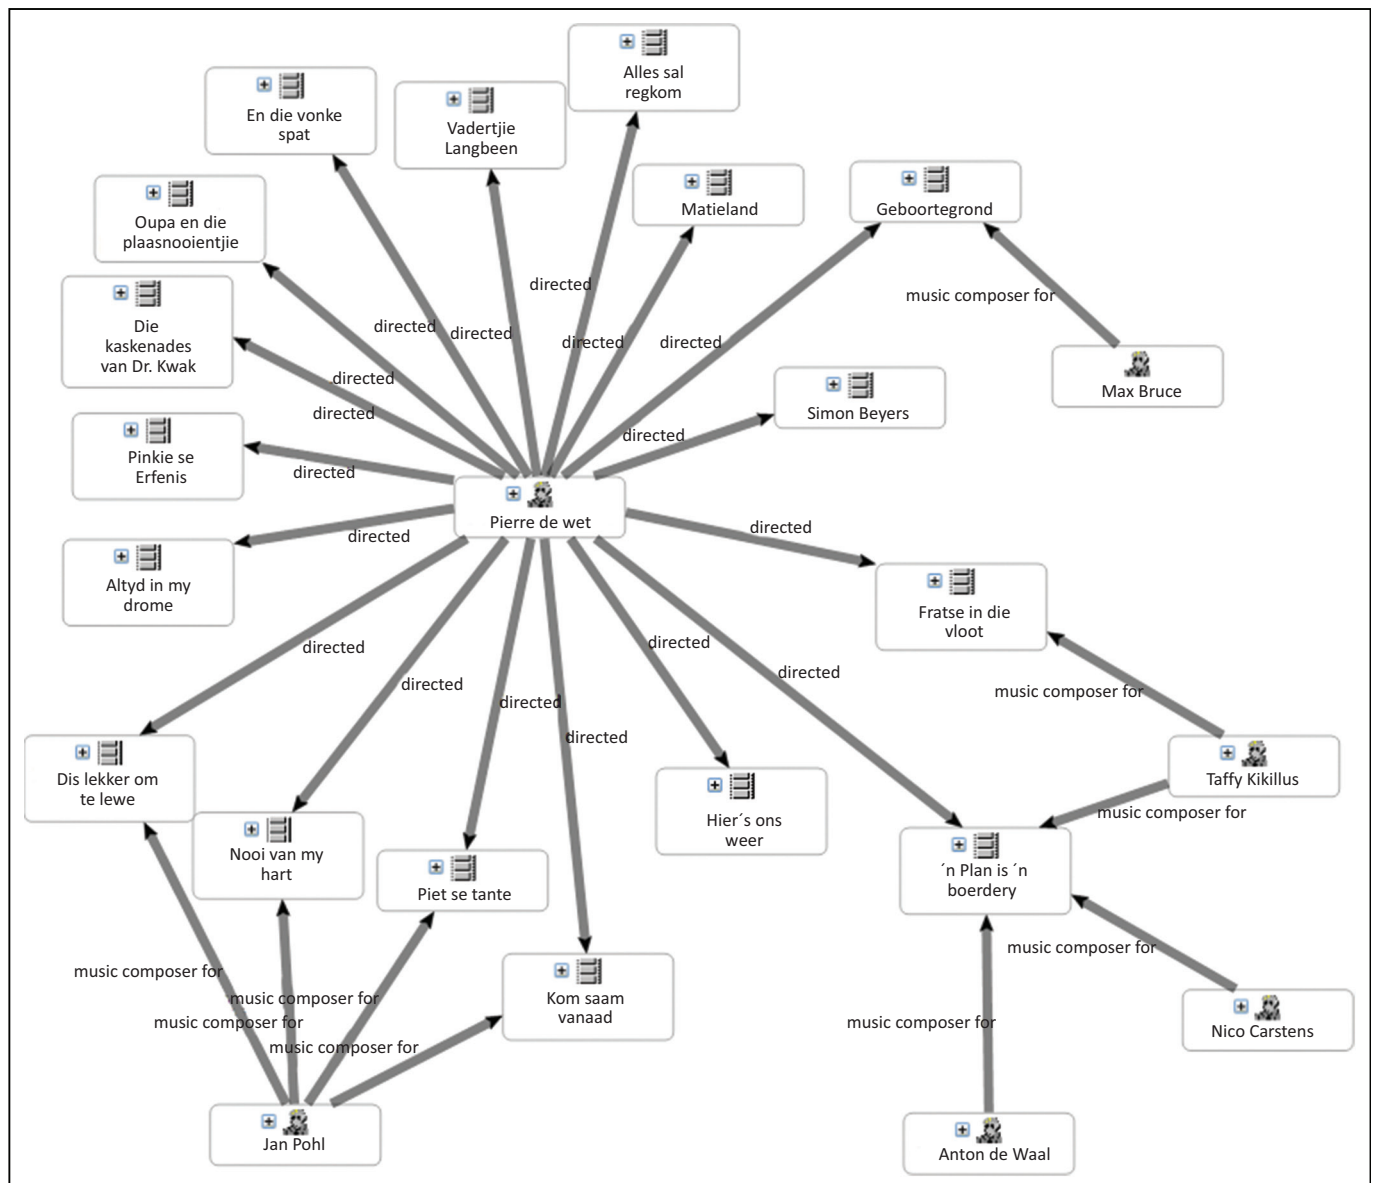 Alles sal
regkom
En die vonke
spat
Vadertjie
Langbeen
Matieland
Geboortegrond
Oupa en die
plaasnooientjie
directed
music composer for
Die
kaskenades
van Dr. Kwak
directed
directed
directed
directed
Max Bruce
directed
directed
Simon Beyers
directed
Pinkie se
Erfenis
directed
Pierre de wet
directed
directed
Altyd in my
drome
Fratse in die
vloot
directed
directed
directed
directed
music composer for
directed
directed
Dis lekker om
te lewe
Taffy Kikillus
music composer for
Hier´s ons
weer
Nooi van my
hart
Piet se tante
´n Plan is ´n
boerdery
music composer for
music composer for
music composer for
Kom saam
vanaad
music composer for
music composer for
Nico Carstens
music composer for
Jan Pohl
Anton de Waal